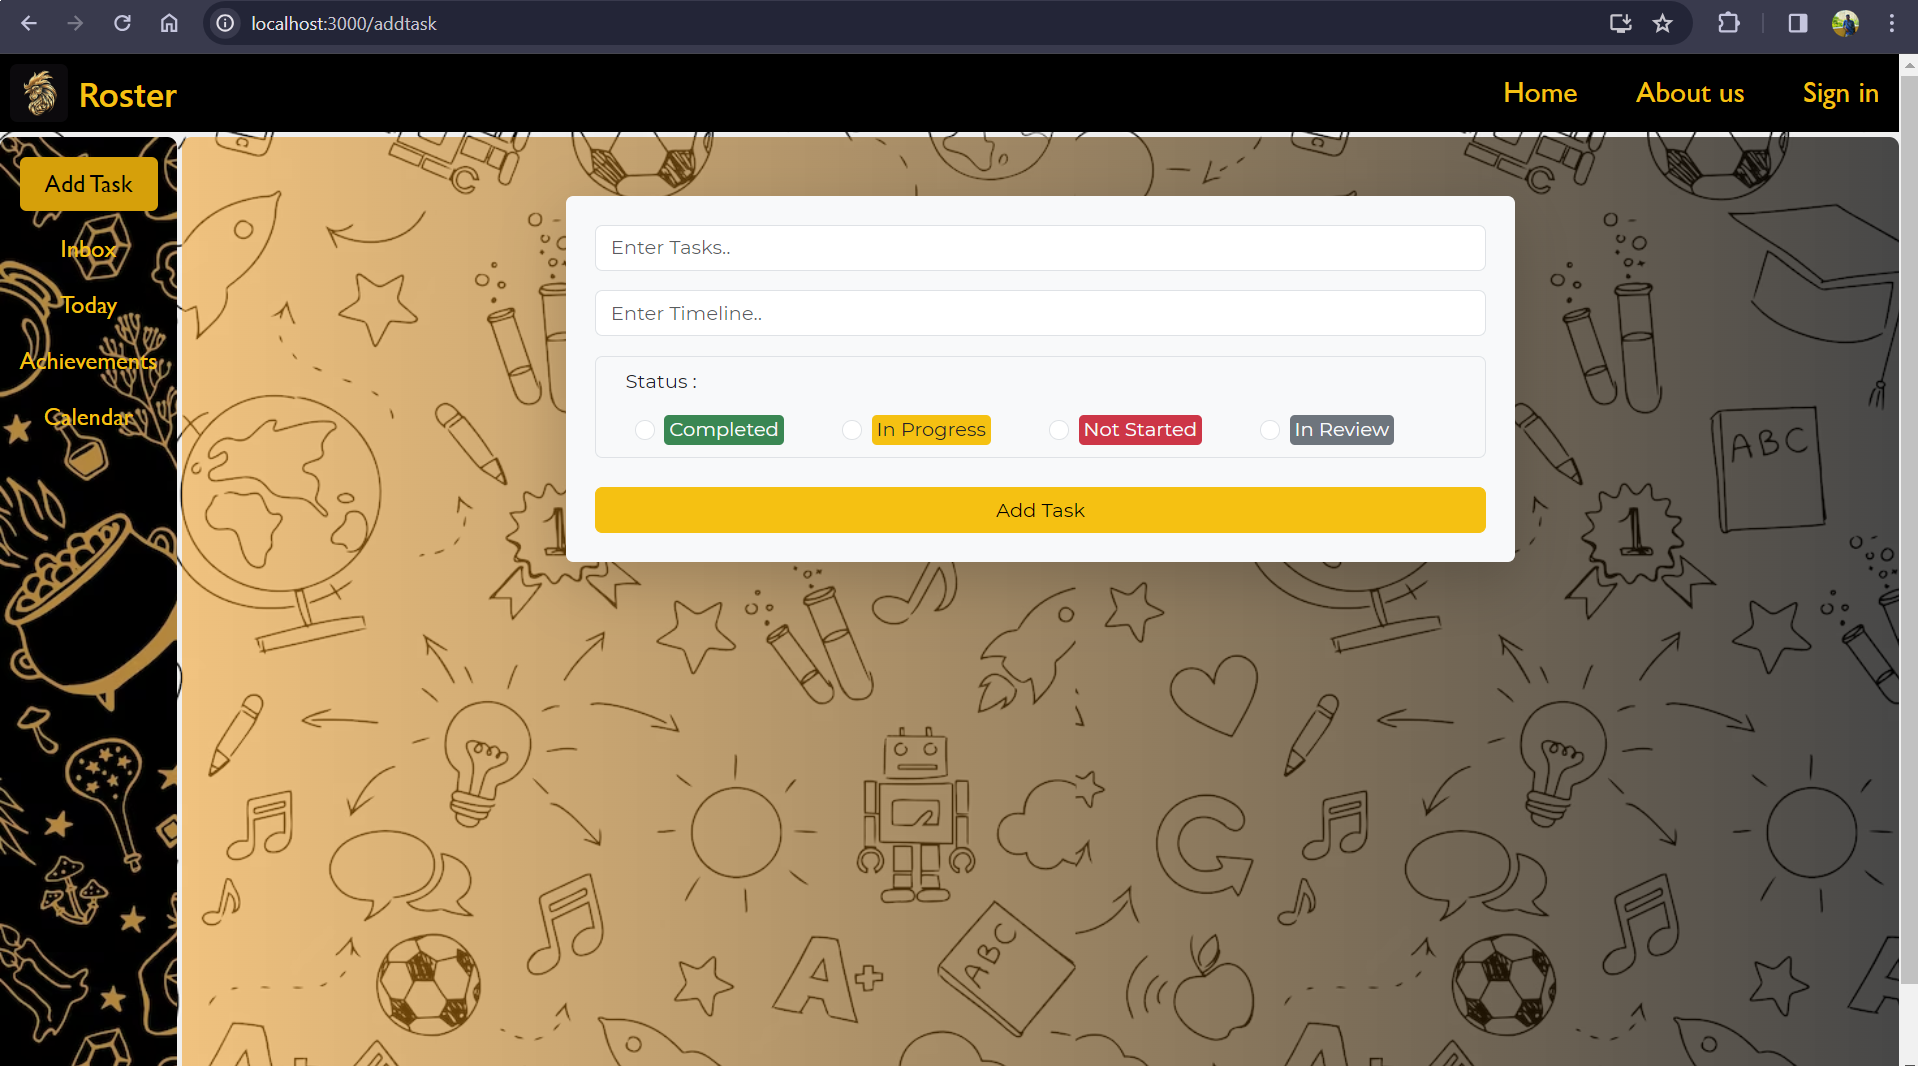 localhost:3000/addtask
Roster
Home About us Sign in
Add Task
Inbox
Today
Achievements
Calendar
Enter Tasks..
Enter Timeline..
Status :
Completed In Progress Not Started In Review
Add Task
1
1
ABC
ABC
A+
A
A+
A